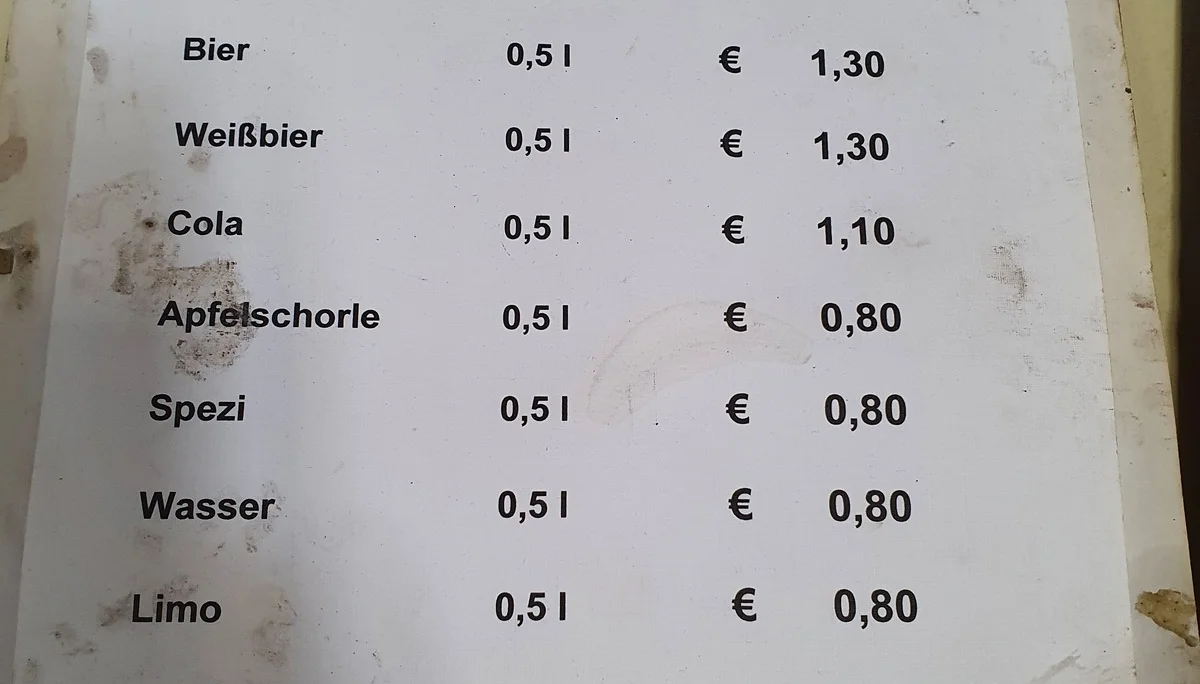 Bier 0,5 l € 1,30
Weißbier 0,5 l € 1,30
Cola 0,5 l € 1,10
Apfelschorle 0,5 l € 0,80
Spezi 0,5 l € 0,80
Wasser 0,5 l € 0,80
Limo 0,5 l € 0,80